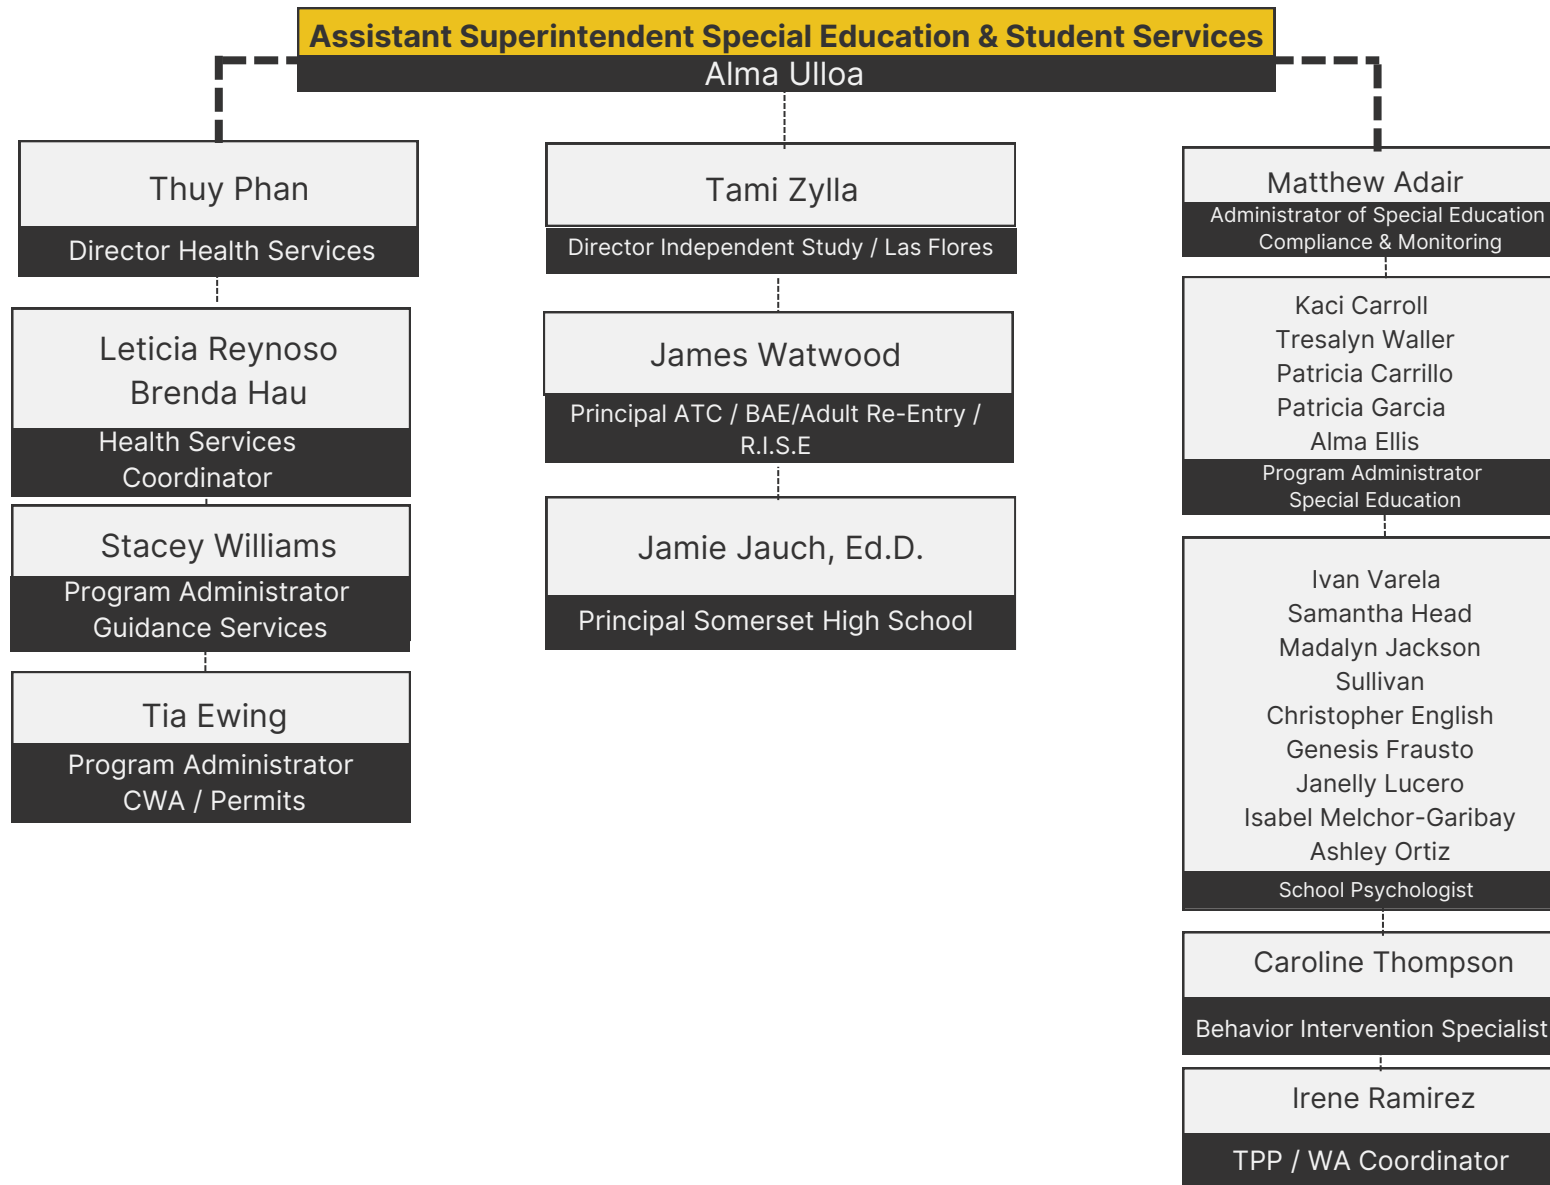 Assistant Superintendent Special Education & Student Services
Alma Ulloa
Thuy Phan
Director Health Services
Leticia Reynoso
Brenda Hau
Health Services
Coordinator
Stacey Williams
Program Administrator
Guidance Services
Tia Ewing
Program Administrator
CWA / Permits
Tami Zylla
Director Independent Study / Las Flores
James Watwood
Principal ATC / BAE/Adult Re-Entry /
R.I.S.E
Jamie Jauch, Ed.D.
Principal Somerset High School
Matthew Adair
Administrator of Special Education
Compliance & Monitoring
Kaci Carroll
Tresalyn Waller
Patricia Carrillo
Patricia Garcia
Alma Ellis
Program Administrator
Special Education
Ivan Varela
Samantha Head
Madalyn Jackson
Sullivan
Christopher English
Genesis Frausto
Janelly Lucero
Isabel Melchor-Garibay
Ashley Ortiz
School Psychologist
Caroline Thompson
Behavior Intervention Specialist
Irene Ramirez
TPP / WA Coordinator